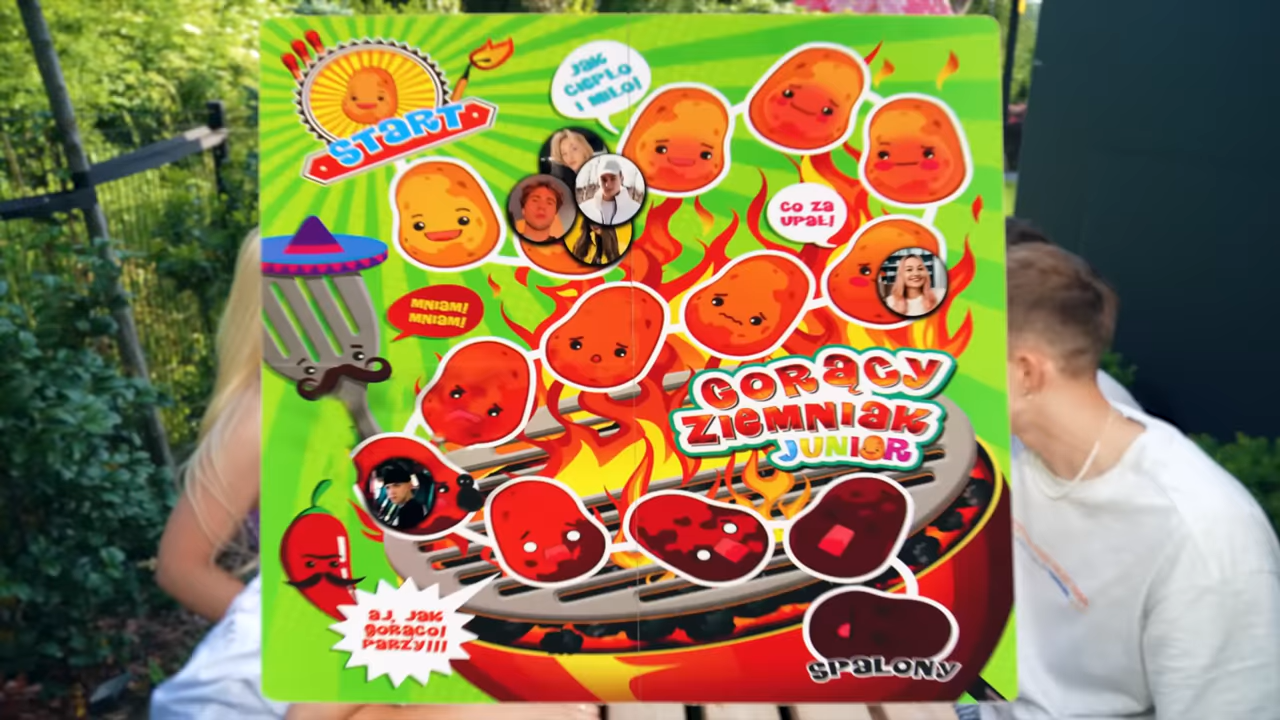 START
JAK
CIEPŁO
I MIŁO!
CO ZA
UPAŁ!
MNIAM!
MNIAM!
GORĄCY
ZIEMNIAK
JUNIOR
AJ, JAK
GORĄCO!
PARZY!!!
SPALONY